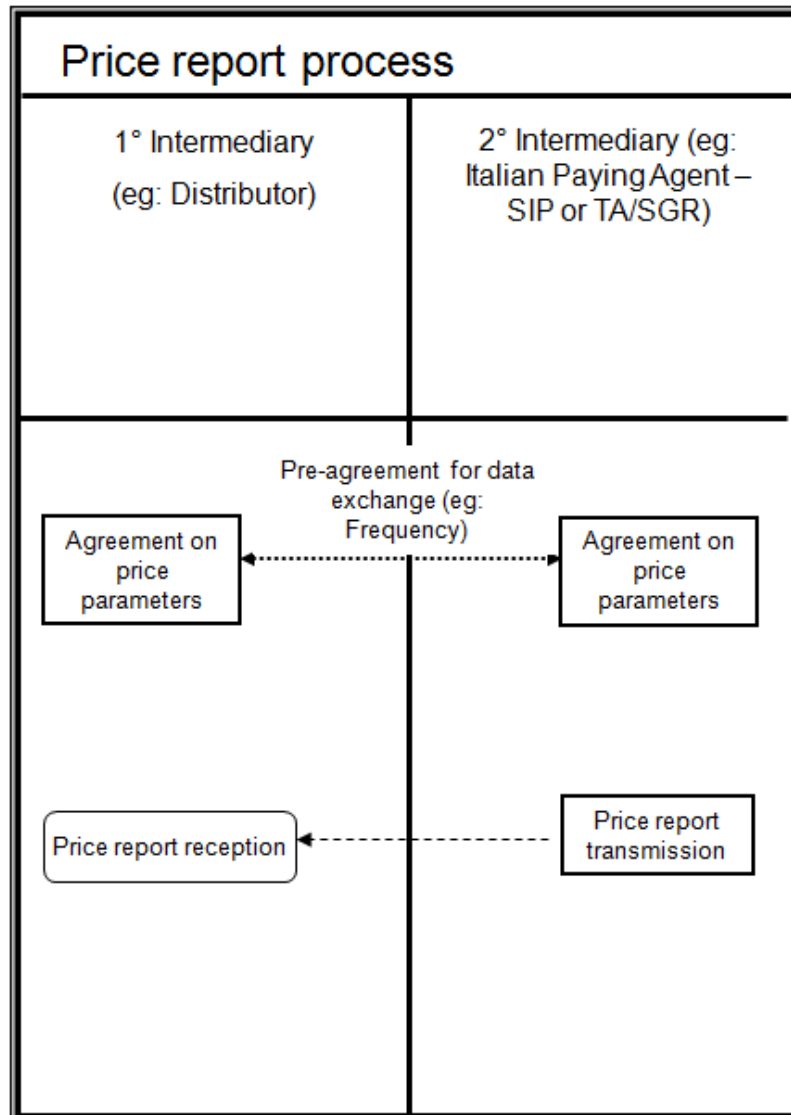 Price report process
1° Intermediary
(eg: Distributor)
2° Intermediary (eg:
Italian Paying Agent –
SIP or TA/SGR)
Pre-agreement for data
exchange (eg:
Frequency)
Agreement on
price
parameters
Agreement on
price
parameters
Price report reception
Price report
transmission